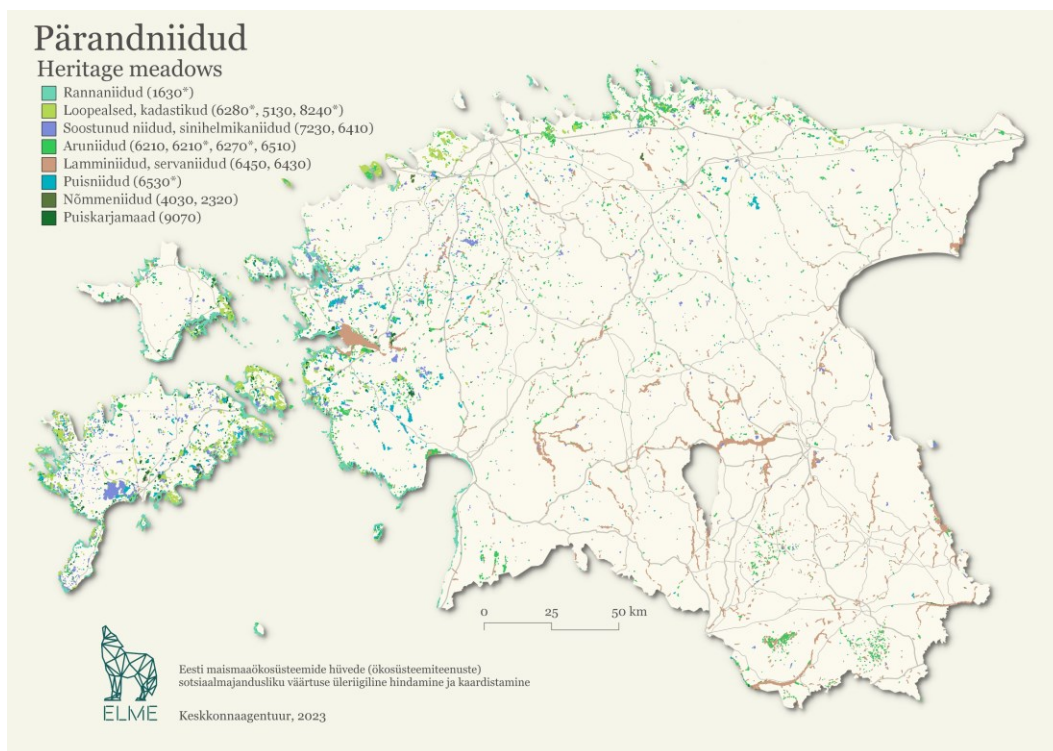 Pärandniidud
Heritage meadows
Rannaniidud (1630*)
Loopealsed, kadastikud (6280*, 5130, 8240*)
Soostunud niidud, sinihelmikaniidud (7230, 6410)
Aruniidud (6210, 6210*, 6270*, 6510)
Lamminiidud, servaniidud (6450, 6430)
Puisniidud (6530*)
Nõmmeniidud (4030, 2320)
Puiskarjamaad (9070)
0 25 50 km
Eesti maismaaökosüsteemide hüvede (ökosüsteemiteenuste)
sotsiaalmajandusliku väärtuse üleriigiline hindamine ja kaardistamine
ELME
Keskkonnaagentuur, 2023